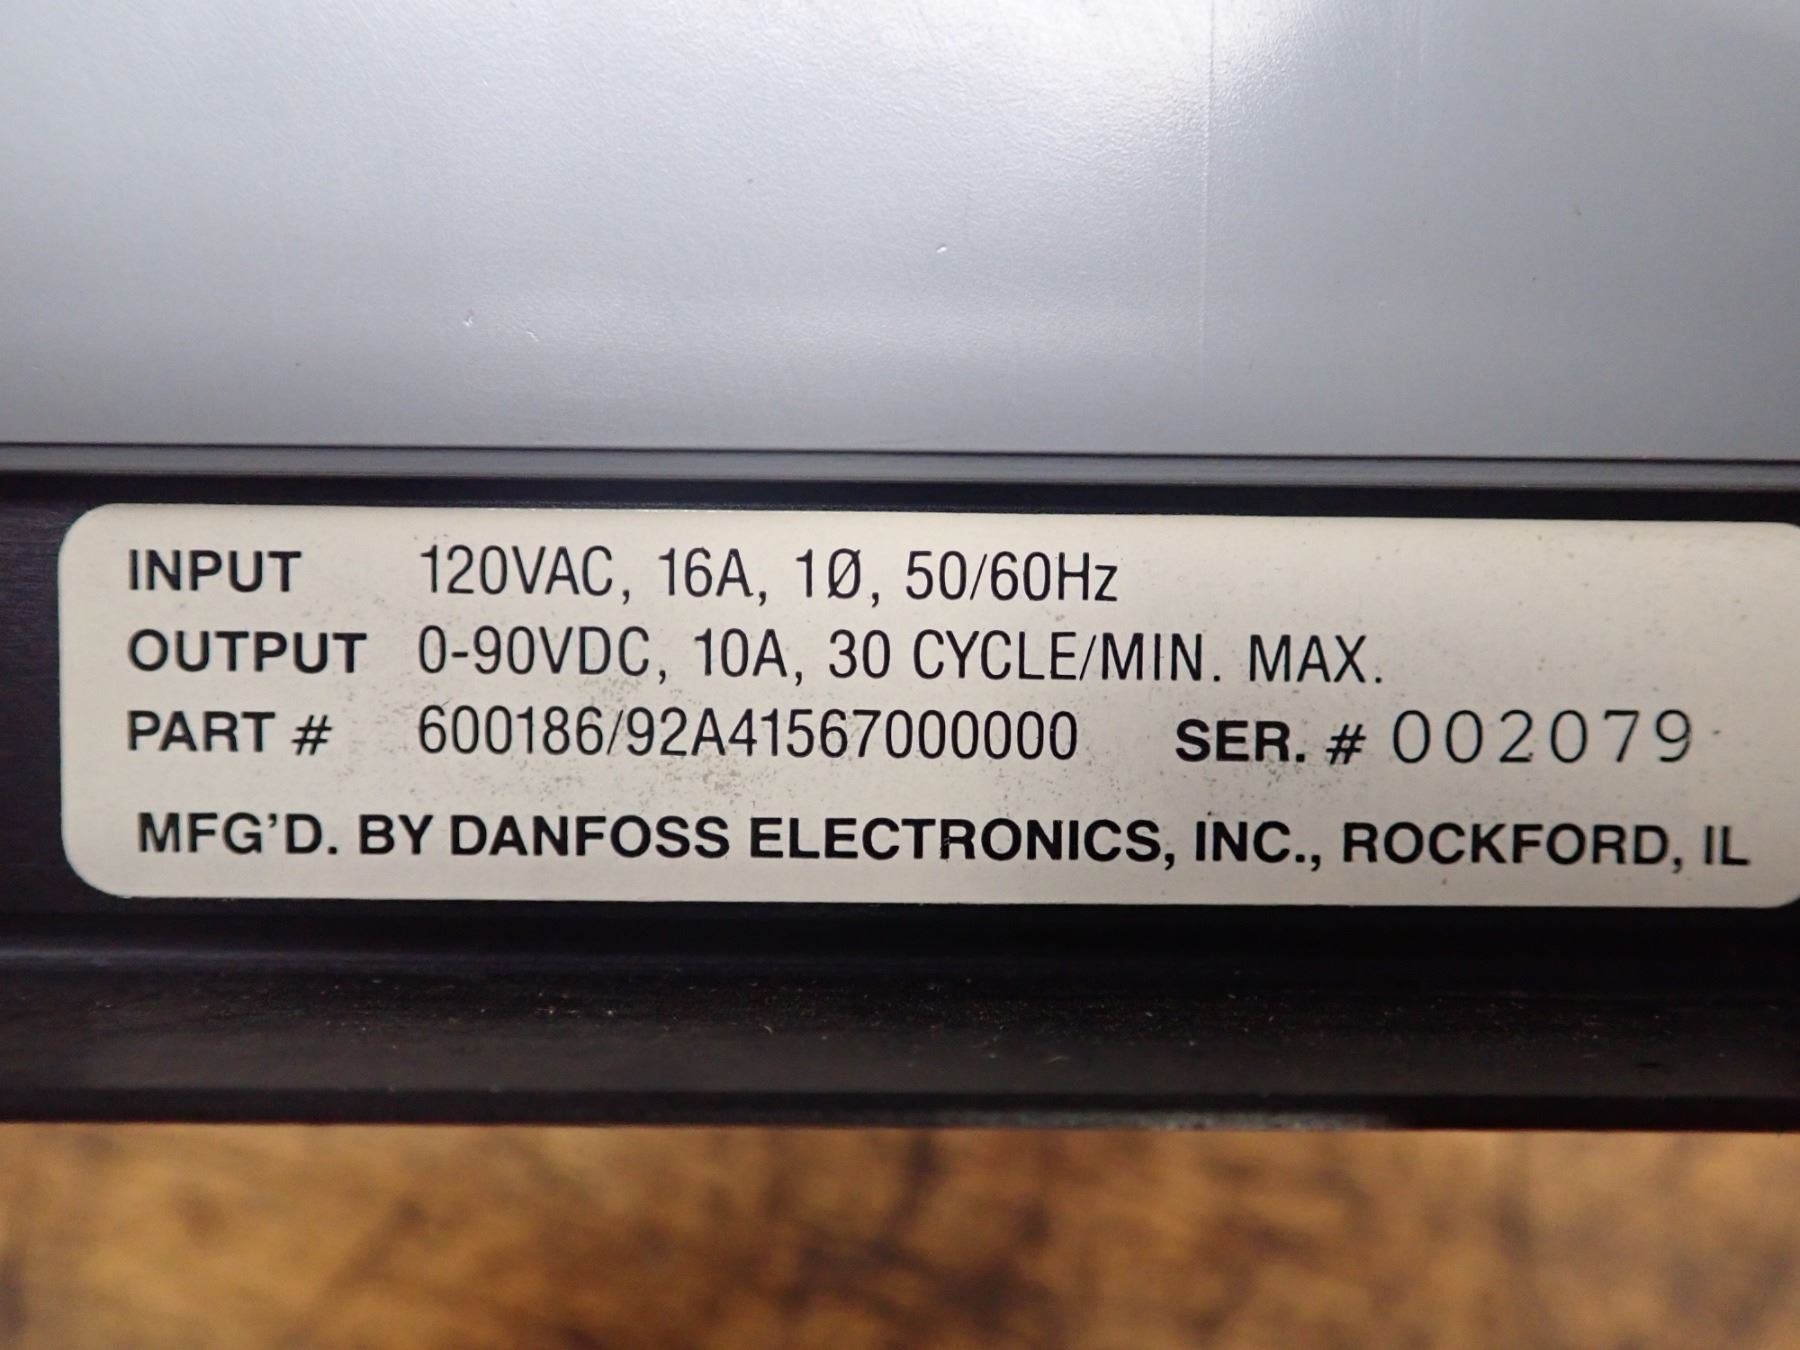 INPUT 120VAC, 16A, 1Ø, 50/60Hz
OUTPUT 0-90VDC, 10A, 30 CYCLE/MIN. MAX.
PART # 600186/92A41567000000 SER. # 002079
MFG'D. BY DANFOSS ELECTRONICS, INC., ROCKFORD, IL